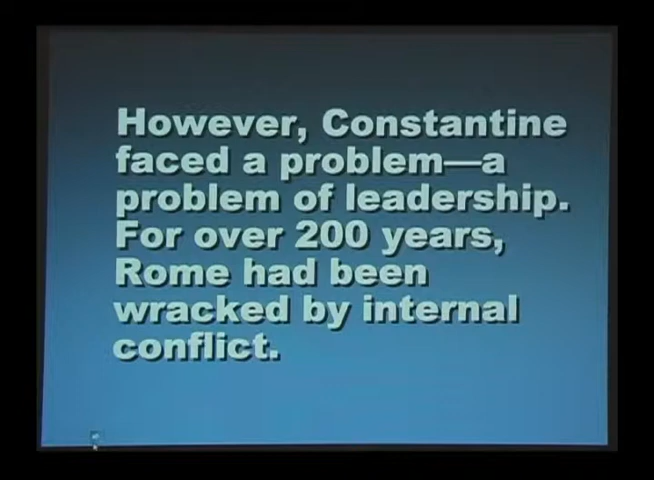 However, Constantine
faced a problem—a
problem of leadership.
For over 200 years,
Rome had been
wracked by internal
conflict.